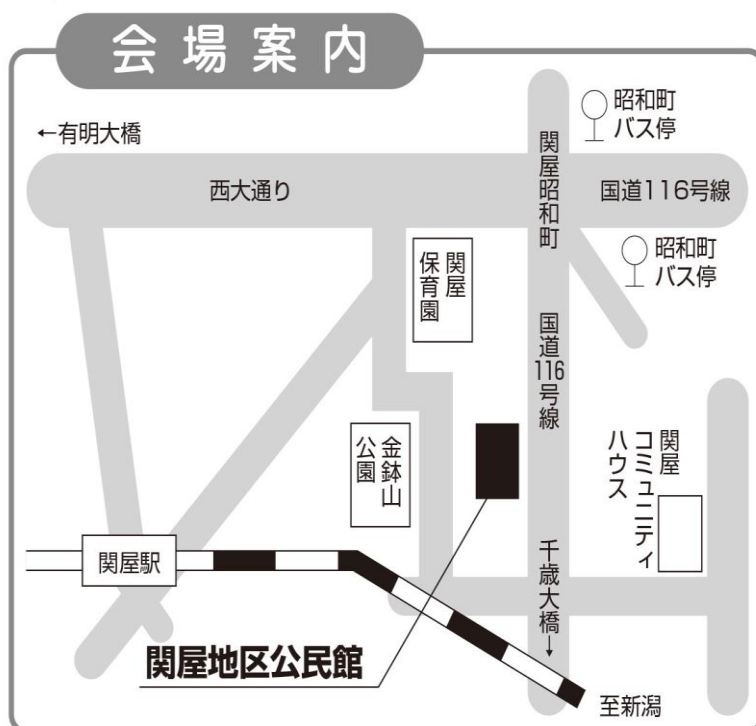 会場案内
←有明大橋
昭和町
バス停
西大通り
関屋昭和町
国道116号線
昭和町
バス停
関屋
保育園
国道116号線
金鉢山
公園
関屋
コミュニティ
ハウス
関屋駅
千歳大橋→
関屋地区公民館
至新潟